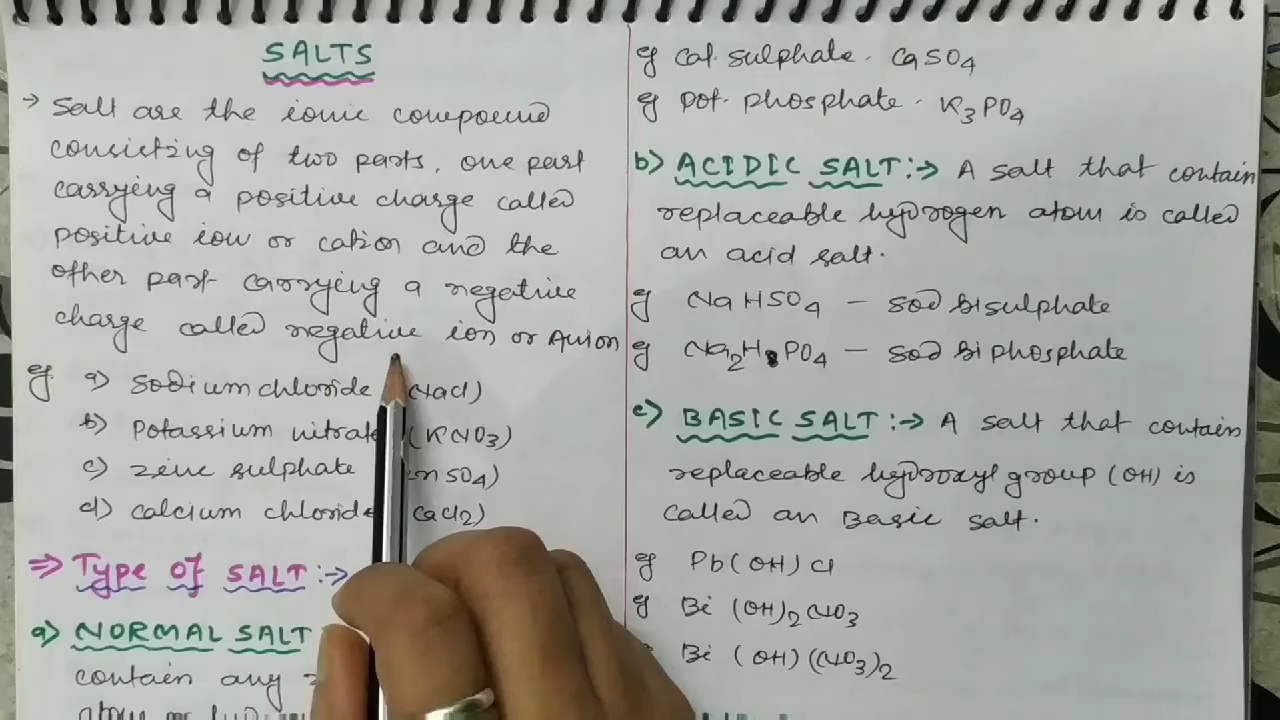 SALTS
→ Salt are the ionic compound
consisting of two parts, one part
carrying a positive charge called
positive ion or cation and the
other part carrying a negative
charge called negative ion or Anion
eg a) Sodium chloride (NaCl)
b) Potassium nitrate (KNO3)
c) zinc sulphate nSO4)
d) calcium chloride CaCl2)
⇒ Type of SALT :→
a) NORMAL SALT
contain any
atom or
eg Cal. sulphate. CaSO4
eg Pot. phosphate. K3PO4
b) ACIDIC SALT :→ A salt that contain
replaceable hydrogen atom is called
an acid salt.
eg NaHSO4 — Sod bisulphate
eg Na2HPO4 — Sod biphosphate
c) BASIC SALT :→ A salt that contain
replaceable hydroxyl group (OH) is
called an Basic salt.
eg Pb(OH)Cl
eg Bi (OH)2NO3
Bi (OH)(NO3)2